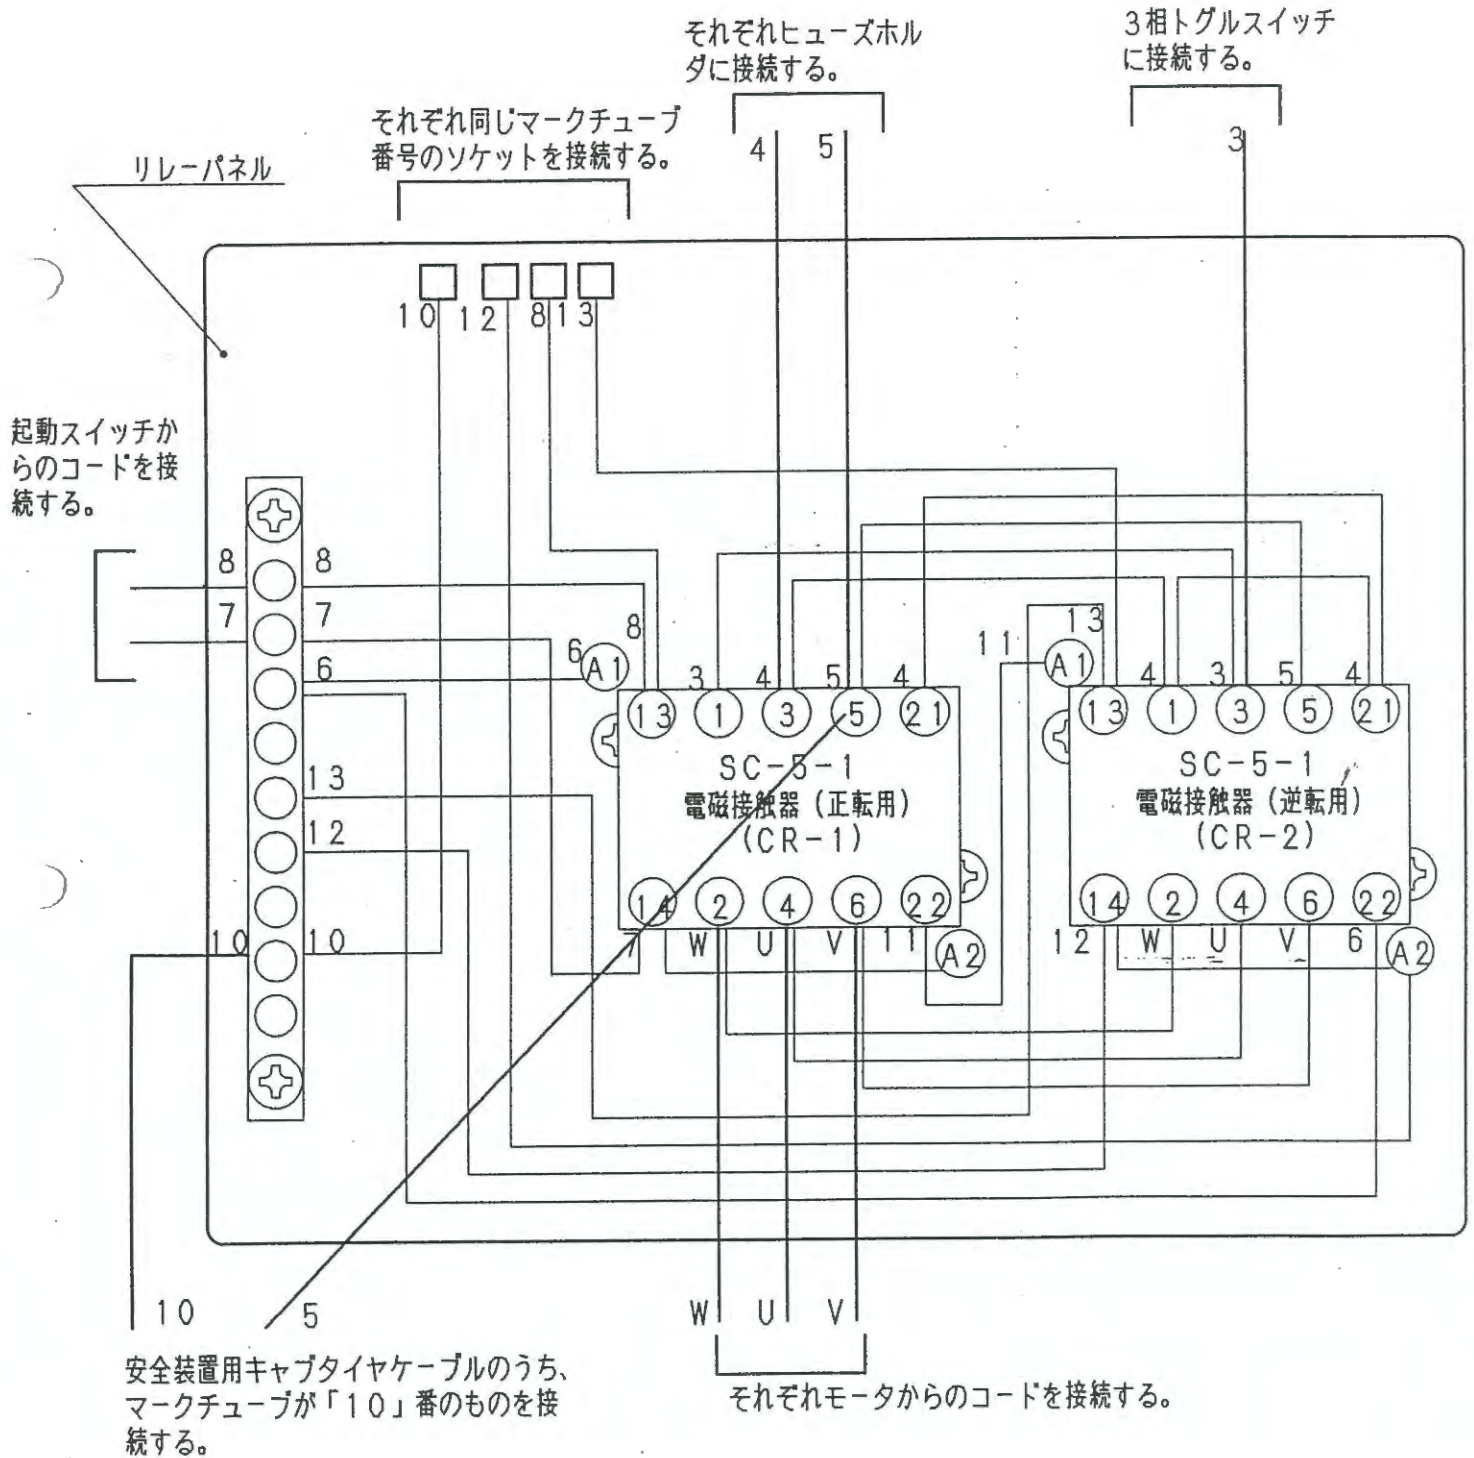 それぞれヒューズホル
ダに接続する。
3相トグルスイッチ
に接続する。
それぞれ同じマークチューブ
番号のソケットを接続する。
リレーパネル
4 5
3
10 12 8 13
起動スイッチか
らのコードを接
続する。
8 8
7 7
6
13
12
10 10
6 A1 8 3 4 5 4
13 1 3 5 21
SC-5-1
電磁接触器(正転用)
(CR-1)
14 2 4 6 22
7 W U V 11 A2
11 A1 13 4 3 5 4
13 1 3 5 21
SC-5-1
電磁接触器(逆転用)
(CR-2)
14 2 4 6 22
12 W U V 6 A2
10 5
W U V
安全装置用キャブタイヤケーブルのうち、
マークチューブが「10」番のものを接
続する。
それぞれモータからのコードを接続する。